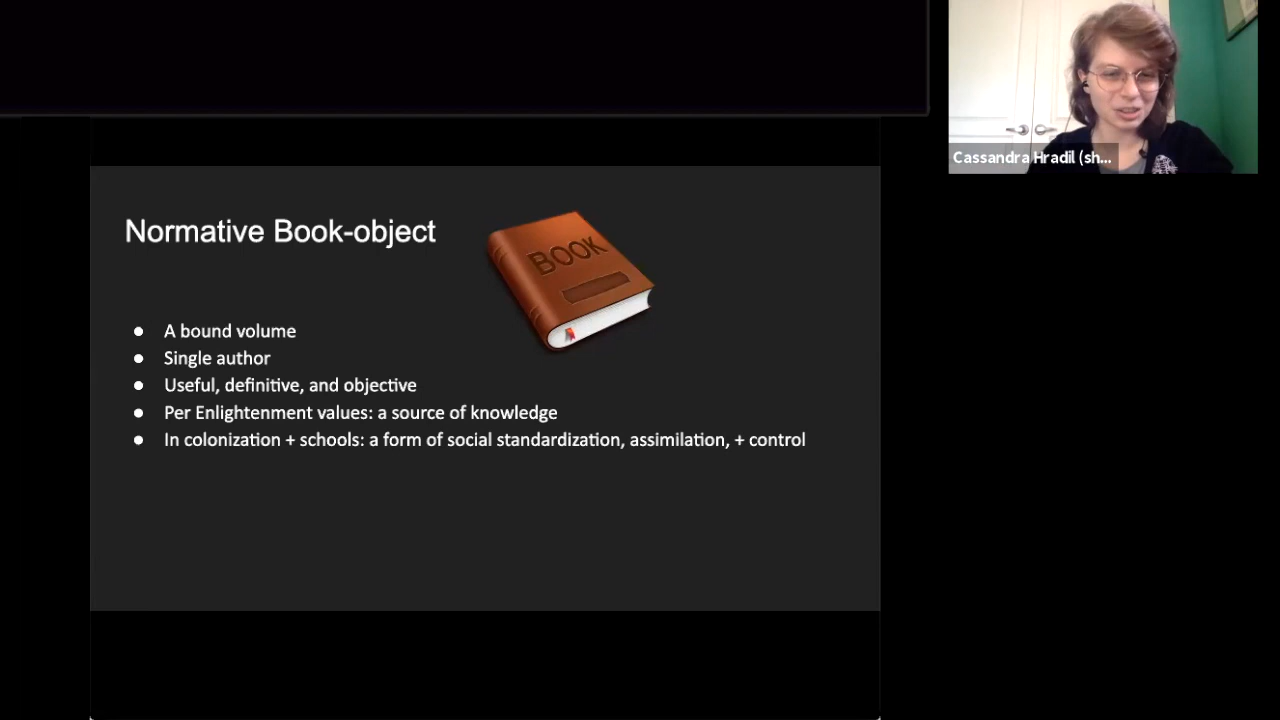 Cassandra Hradil (sh...
Normative Book-object
BOOK
● A bound volume
● Single author
● Useful, definitive, and objective
● Per Enlightenment values: a source of knowledge
● In colonization + schools: a form of social standardization, assimilation, + control